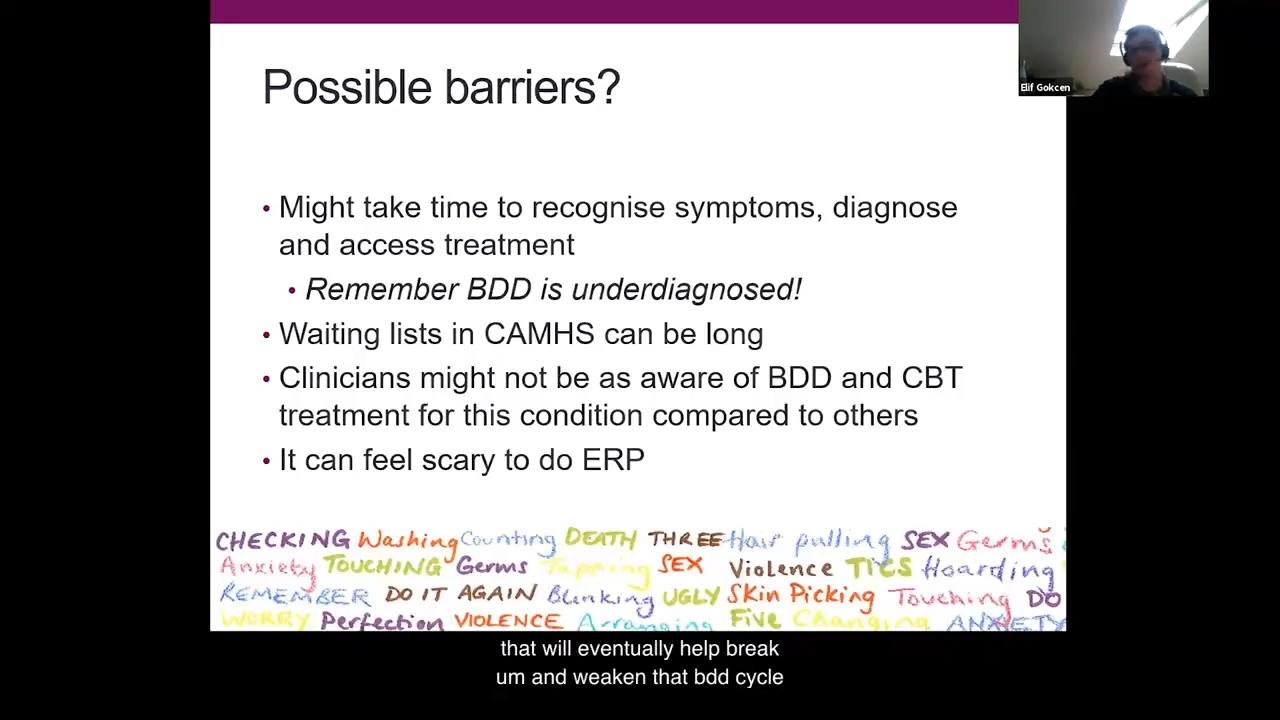 Possible barriers?
Elif Gokcen
• Might take time to recognise symptoms, diagnose
and access treatment
• Remember BDD is underdiagnosed!
• Waiting lists in CAMHS can be long
• Clinicians might not be as aware of BDD and CBT
treatment for this condition compared to others
• It can feel scary to do ERP
CHECKING Washing Counting DEATH THREE Hair pulling SEX Germs
Anxiety TOUCHING Germs Tapping SEX Violence TICS Hoarding
REMEMBER DO IT AGAIN Blinking UGLY Skin Picking Touching DO
WORRY Perfection VIOLENCE Arranging Five Changing ANXIETY
that will eventually help break
um and weaken that bdd cycle